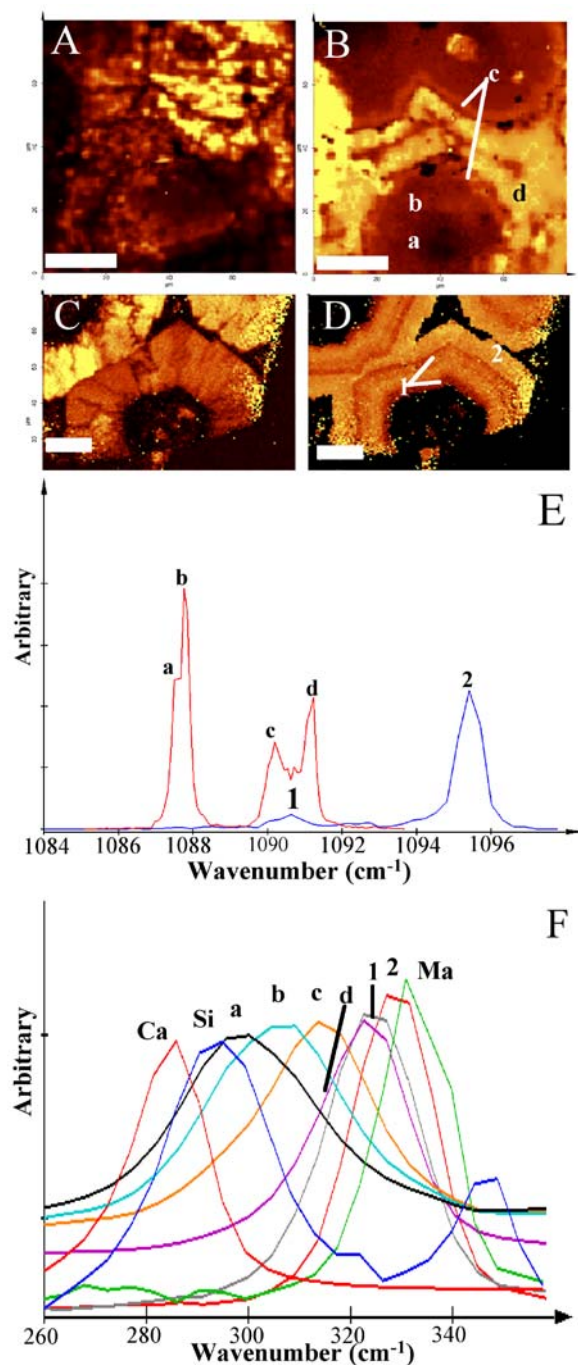 A
B
c
b
d
a
C
D
2
1
E
Arbitrary
b
a
d
c
1
2
1084 1086 1088 1090 1092 1094 1096
Wavenumber (cm-1)
F
Arbitrary
Ca
Si
a
b
c
d
1
2
Ma
260 280 300 320 340
Wavenumber (cm-1)